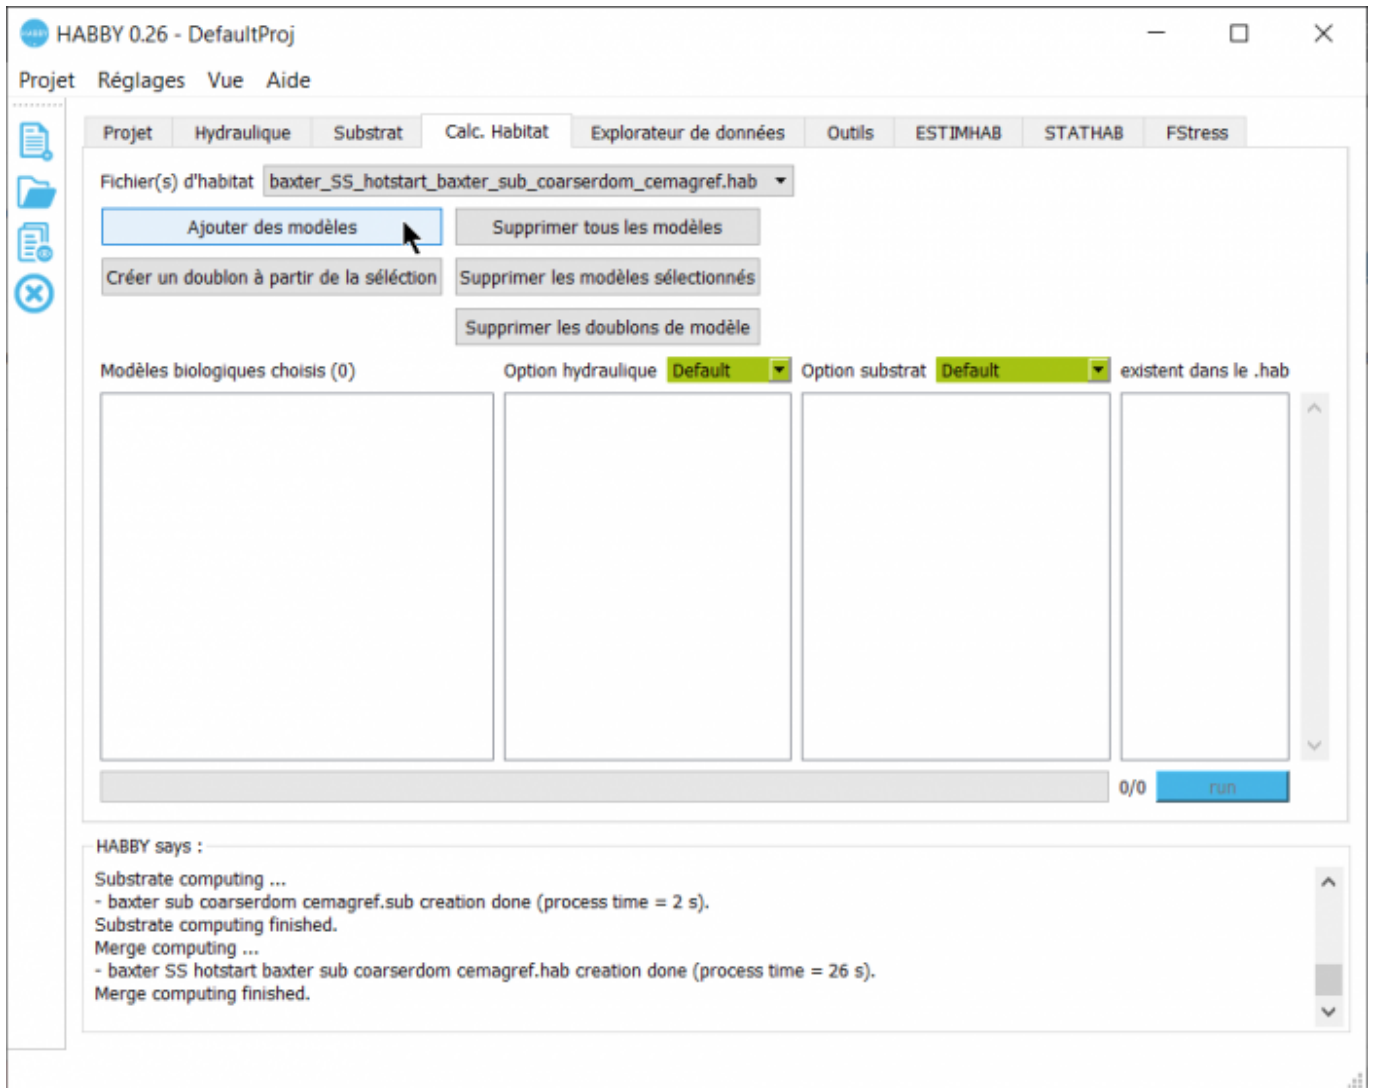 HABBY 0.26 - DefaultProj
Projet Réglages Vue Aide
Projet Hydraulique Substrat Calc. Habitat Explorateur de données Outils ESTIMHAB STATHAB FStress
Fichier(s) d'habitat baxter_SS_hotstart_baxter_sub_coarserdom_cemagref.hab
Ajouter des modèles Supprimer tous les modèles
Créer un doublon à partir de la séléction Supprimer les modèles sélectionnés
Supprimer les doublons de modèle
Modèles biologiques choisis (0) Option hydraulique Default Option substrat Default existent dans le .hab
0/0 run
HABBY says :
Substrate computing ...
- baxter sub coarserdom cemagref.sub creation done (process time = 2 s).
Substrate computing finished.
Merge computing ...
- baxter SS hotstart baxter sub coarserdom cemagref.hab creation done (process time = 26 s).
Merge computing finished.